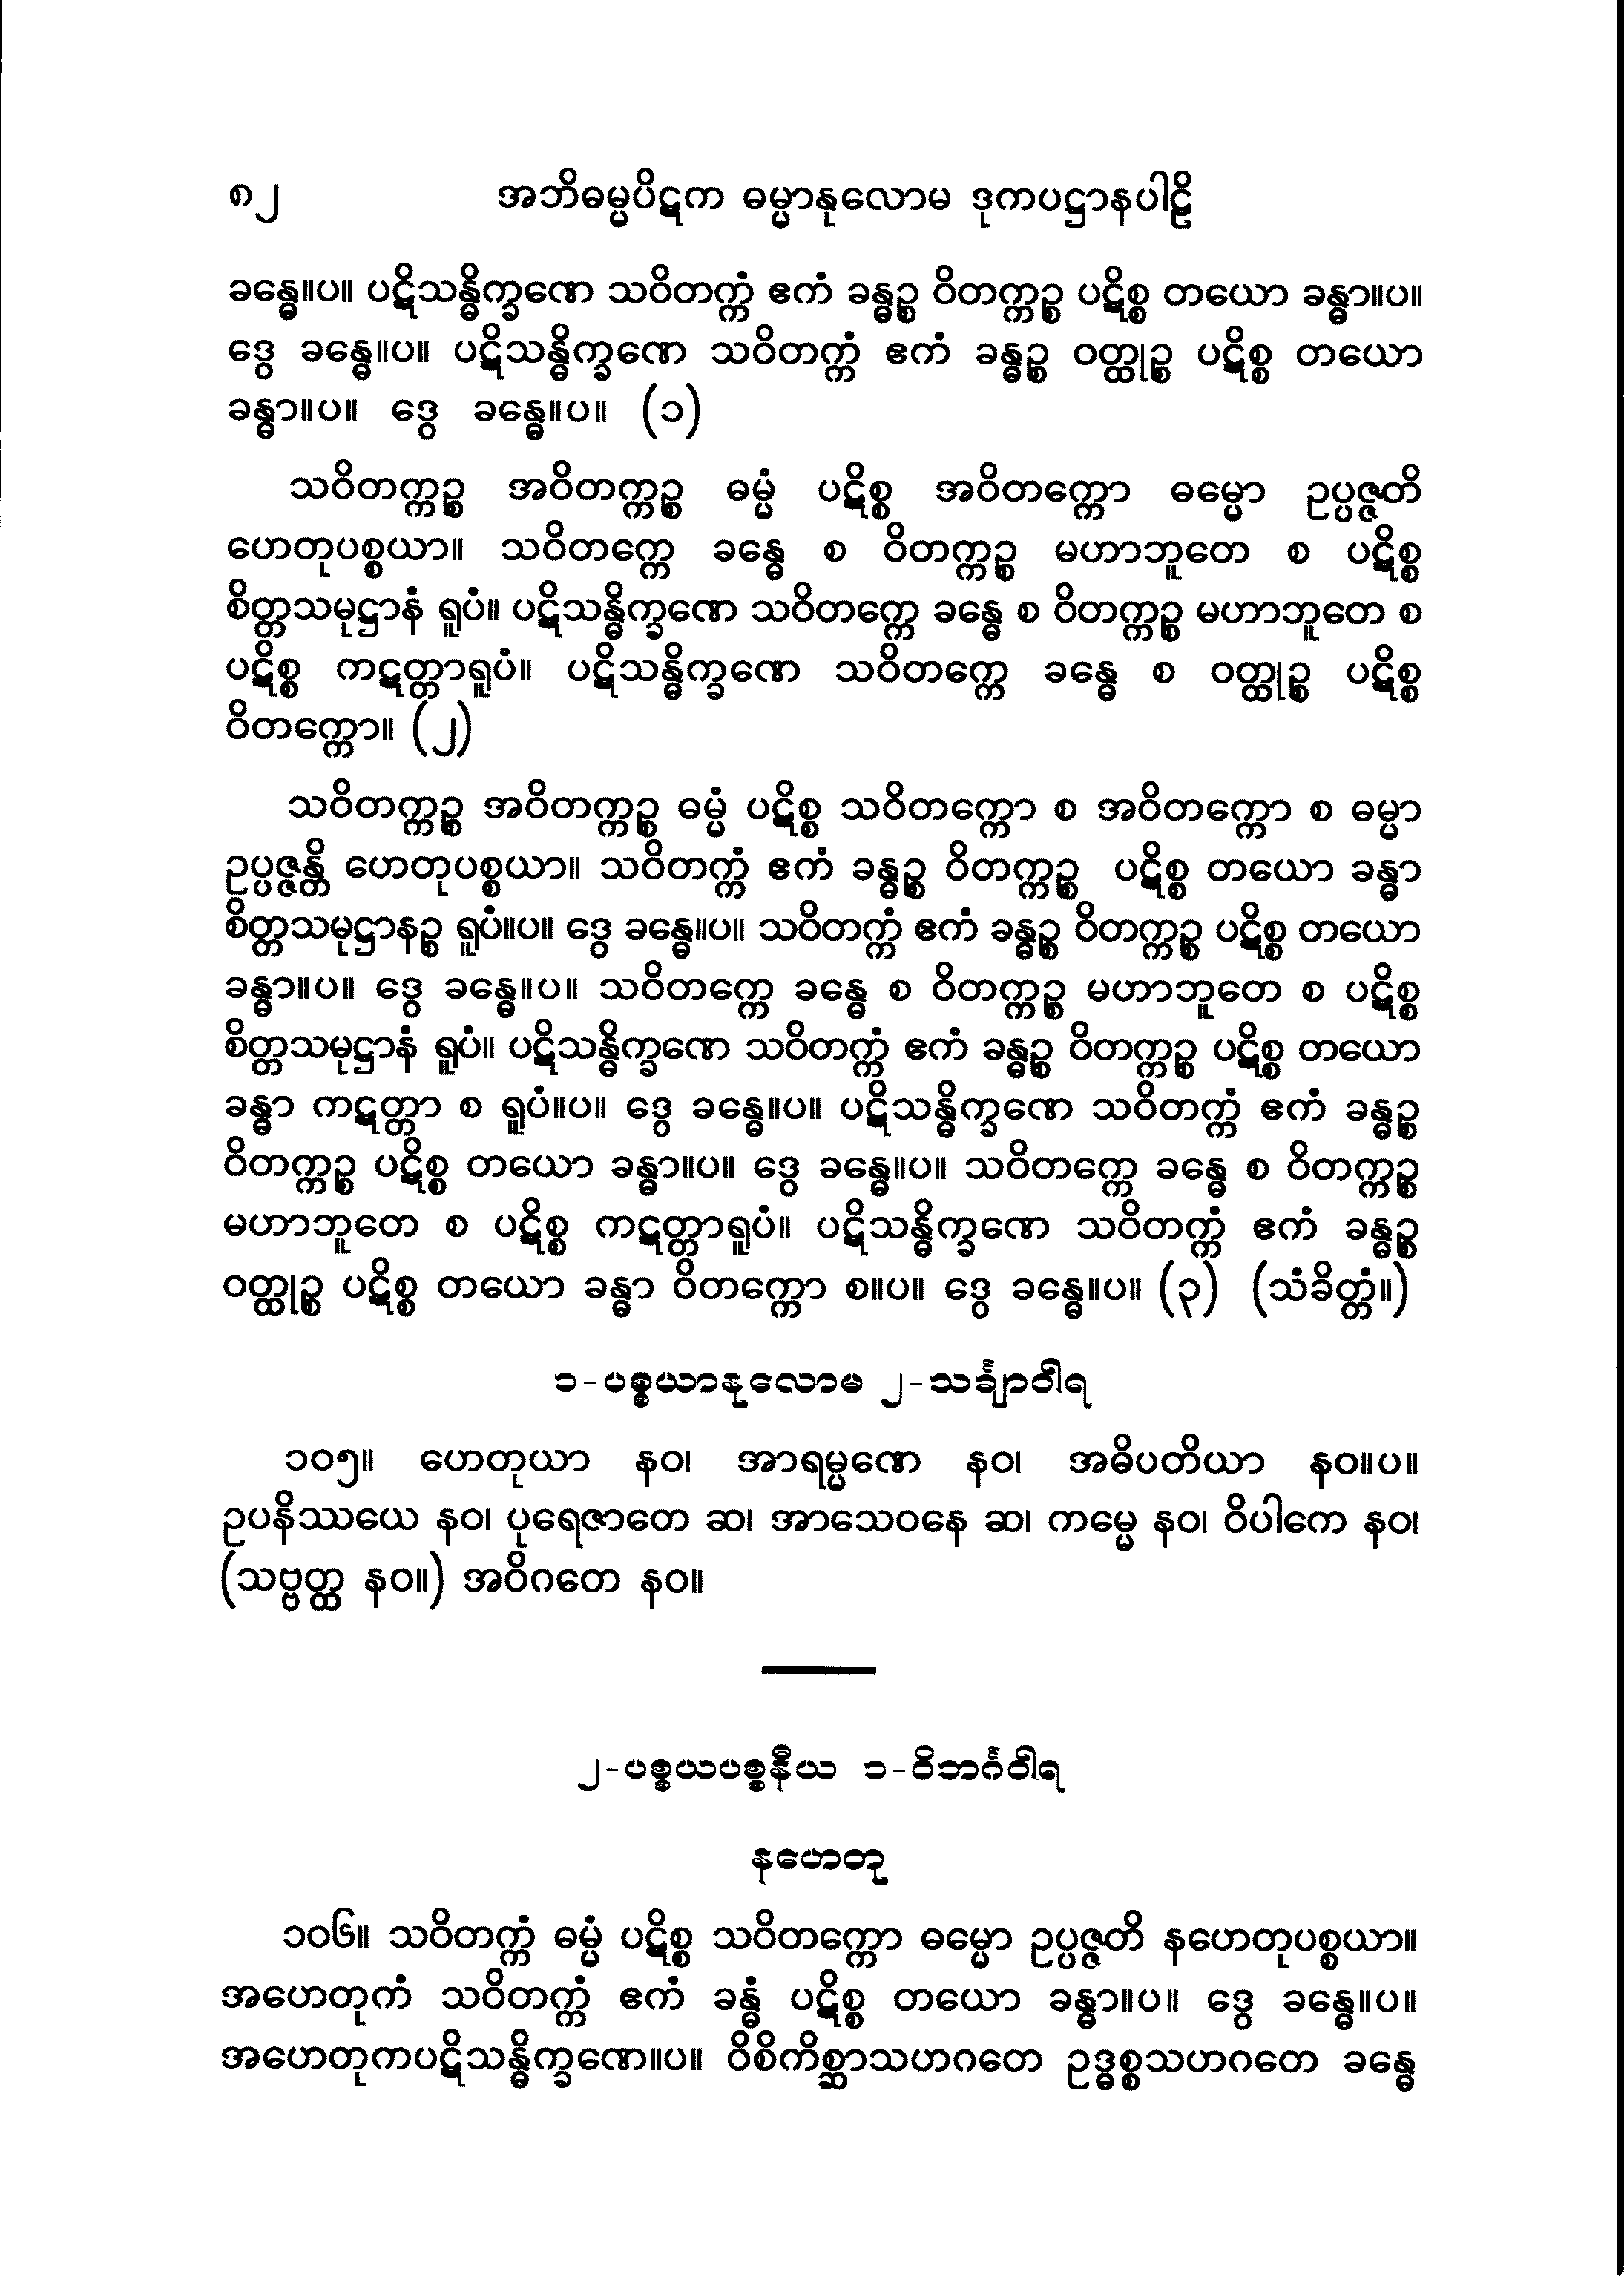 ၈၂ အဘိဓမ္မပိဋက ဓမ္မာနုလောမ ဒုကပဋ္ဌာနပါဠိ
ခန္ဓေ။ပ။ ပဋိသန္ဓိက္ခဏေ သဝိတက္ကံ ဧကံ ခန္ဓဉ္စ ဝိတက္ကဉ္စ ပဋိစ္စ တယော ခန္ဓာ။ပ။
ဒွေ ခန္ဓေ။ပ။ ပဋိသန္ဓိက္ခဏေ သဝိတက္ကံ ဧကံ ခန္ဓဉ္စ ဝတ္ထုဉ္စ ပဋိစ္စ တယော
ခန္ဓာ။ပ။ ဒွေ ခန္ဓေ။ပ။ (၁)
သဝိတက္ကဉ္စ အဝိတက္ကဉ္စ ဓမ္မံ ပဋိစ္စ အဝိတက္ကော ဓမ္မော ဥပ္ပဇ္ဇတိ
ဟေတုပစ္စယာ။ သဝိတက္ကေ ခန္ဓေ စ ဝိတက္ကဉ္စ မဟာဘူတေ စ ပဋိစ္စ
စိတ္တသမုဋ္ဌာနံ ရူပံ။ ပဋိသန္ဓိက္ခဏေ သဝိတက္ကေ ခန္ဓေ စ ဝိတက္ကဉ္စ မဟာဘူတေ စ
ပဋိစ္စ ကဋတ္တာရူပံ။ ပဋိသန္ဓိက္ခဏေ သဝိတက္ကေ ခန္ဓေ စ ဝတ္ထုဉ္စ ပဋိစ္စ
ဝိတက္ကော။ (၂)
သဝိတက္ကဉ္စ အဝိတက္ကဉ္စ ဓမ္မံ ပဋိစ္စ သဝိတက္ကော စ အဝိတက္ကော စ ဓမ္မာ
ဥပ္ပဇ္ဇန္တိ ဟေတုပစ္စယာ။ သဝိတက္ကံ ဧကံ ခန္ဓဉ္စ ဝိတက္ကဉ္စ ပဋိစ္စ တယော ခန္ဓာ
စိတ္တသမုဋ္ဌာနဉ္စ ရူပံ။ပ။ ဒွေ ခန္ဓေ။ပ။ သဝိတက္ကံ ဧကံ ခန္ဓဉ္စ ဝိတက္ကဉ္စ ပဋိစ္စ တယော
ခန္ဓာ။ပ။ ဒွေ ခန္ဓေ။ပ။ သဝိတက္ကေ ခန္ဓေ စ ဝိတက္ကဉ္စ မဟာဘူတေ စ ပဋိစ္စ
စိတ္တသမုဋ္ဌာနံ ရူပံ။ ပဋိသန္ဓိက္ခဏေ သဝိတက္ကံ ဧကံ ခန္ဓဉ္စ ဝိတက္ကဉ္စ ပဋိစ္စ တယော
ခန္ဓာ ကဋတ္တာ စ ရူပံ။ပ။ ဒွေ ခန္ဓေ။ပ။ ပဋိသန္ဓိက္ခဏေ သဝိတက္ကံ ဧကံ ခန္ဓဉ္စ
ဝိတက္ကဉ္စ ပဋိစ္စ တယော ခန္ဓာ။ပ။ ဒွေ ခန္ဓေ။ပ။ သဝိတက္ကေ ခန္ဓေ စ ဝိတက္ကဉ္စ
မဟာဘူတေ စ ပဋိစ္စ ကဋတ္တာရူပံ။ ပဋိသန္ဓိက္ခဏေ သဝိတက္ကံ ဧကံ ခန္ဓဉ္စ
ဝတ္ထုဉ္စ ပဋိစ္စ တယော ခန္ဓာ ဝိတက္ကော စ။ပ။ ဒွေ ခန္ဓေ။ပ။ (၃) (သံခိတ္တံ။)
၁-ပစ္စယာနုလောမ ၂-သင်္ချာဝါရ
၁၀၅။ ဟေတုယာ နဝ၊ အာရမ္မဏေ နဝ၊ အဓိပတိယာ နဝ။ပ။
ဥပနိဿယေ နဝ၊ ပုရေဇာတေ ဆ၊ အာသေဝနေ ဆ၊ ကမ္မေ နဝ၊ ဝိပါကေ နဝ၊
(သဗ္ဗတ္ထ နဝ။) အဝိဂတေ နဝ။
၂-ပစ္စယပစ္စနီယ ၁-ဝိဘင်္ဂဝါရ
နဟေတု
၁၀၆။ သဝိတက္ကံ ဓမ္မံ ပဋိစ္စ သဝိတက္ကော ဓမ္မော ဥပ္ပဇ္ဇတိ နဟေတုပစ္စယာ။
အဟေတုကံ သဝိတက္ကံ ဧကံ ခန္ဓံ ပဋိစ္စ တယော ခန္ဓာ။ပ။ ဒွေ ခန္ဓေ။ပ။
အဟေတုကပဋိသန္ဓိက္ခဏေ။ပ။ ဝိစိကိစ္ဆာသဟဂတေ ဥဒ္ဓစ္စသဟဂတေ ခန္ဓေ